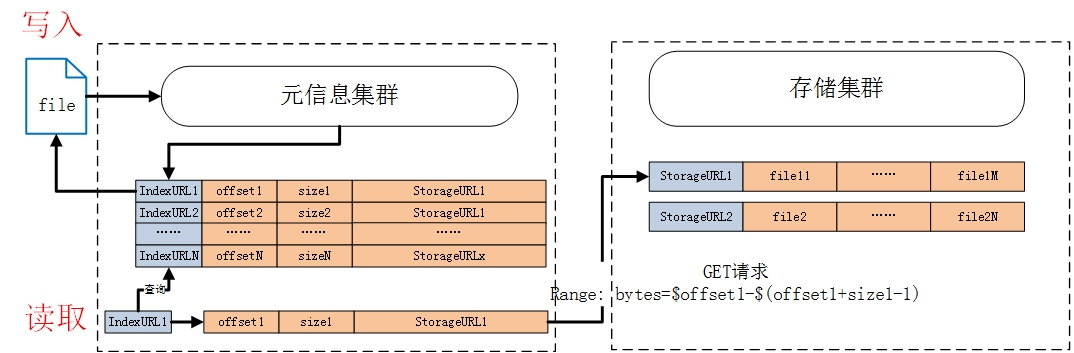 写入
file
元信息集群
存储集群
IndexURL1 offset1 size1 StorageURL1
IndexURL2 offset2 size2 StorageURL1
…… …… …… ……
IndexURLN offsetN sizeN StorageURLx
StorageURL1 file11 …… file1M
StorageURL2 file2 …… file2N
查询
GET请求
Range: bytes=$offset1-$(offset1+size1-1)
读取
IndexURL1 offset1 size1 StorageURL1